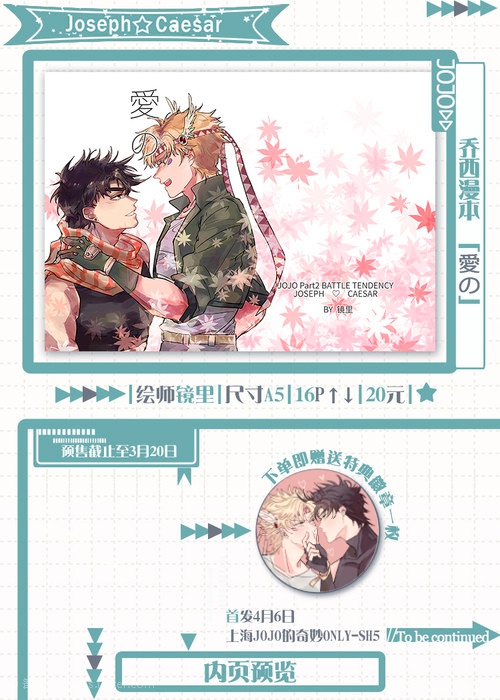 Joseph☆Caesar
JOJO
愛
の
乔西漫本「愛の」
JOJO Part2 BATTLE TENDENCY
JOSEPH ♡ CAESAR
BY 镜里
绘师镜里|尺寸A5|16P↑↓|20元|
预售截止至3月20日
下单即赠送特典徽章一枚
首发4月6日
上海JOJO的奇妙ONLY-SH5
//To be continued
内页预览